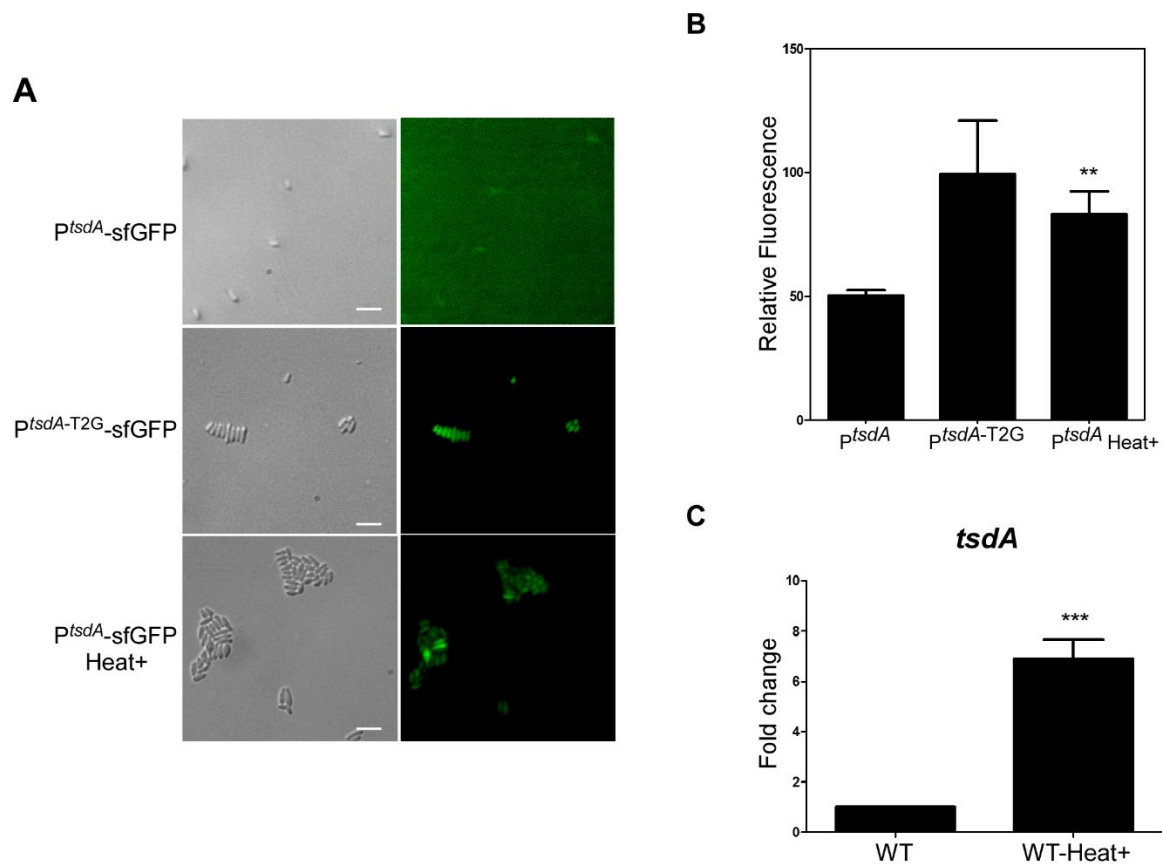 A
PtsdA-sfGFP
PtsdA-T2G-sfGFP
PtsdA-sfGFP
Heat+
B
Relative Fluorescence
150
100
50
0
**
PtsdA
PtsdA-T2G
PtsdA Heat+
C
tsdA
Fold change
10
8
6
4
2
0
***
WT
WT-Heat+